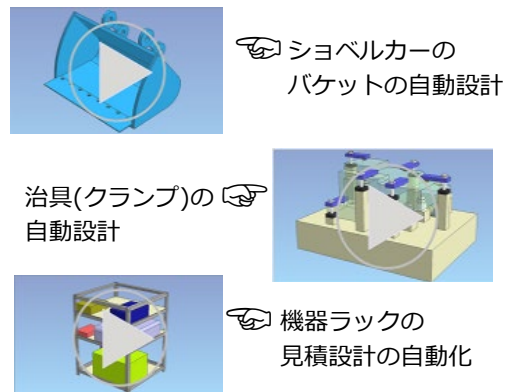 ショベルカーの
バケットの自動設計
治具(クランプ)の
自動設計
機器ラックの
見積設計の自動化